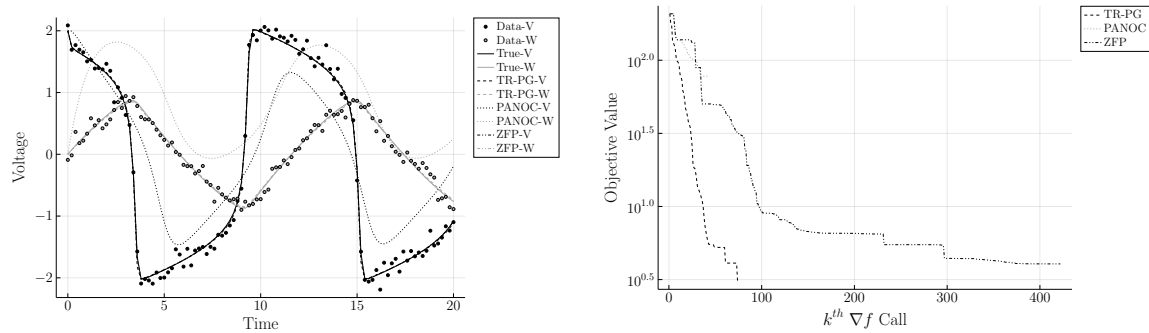 Voltage
2
1
0
−1
−2
0
5
10
15
20
Time
Data-V
Data-W
True-V
True-W
TR-PG-V
TR-PG-W
PANOC-V
PANOC-W
ZFP-V
ZFP-W
Objective Value
10^2.0
10^1.5
10^1.0
10^0.5
0
100
200
300
400
k^th ∇f Call
TR-PG
PANOC
ZFP